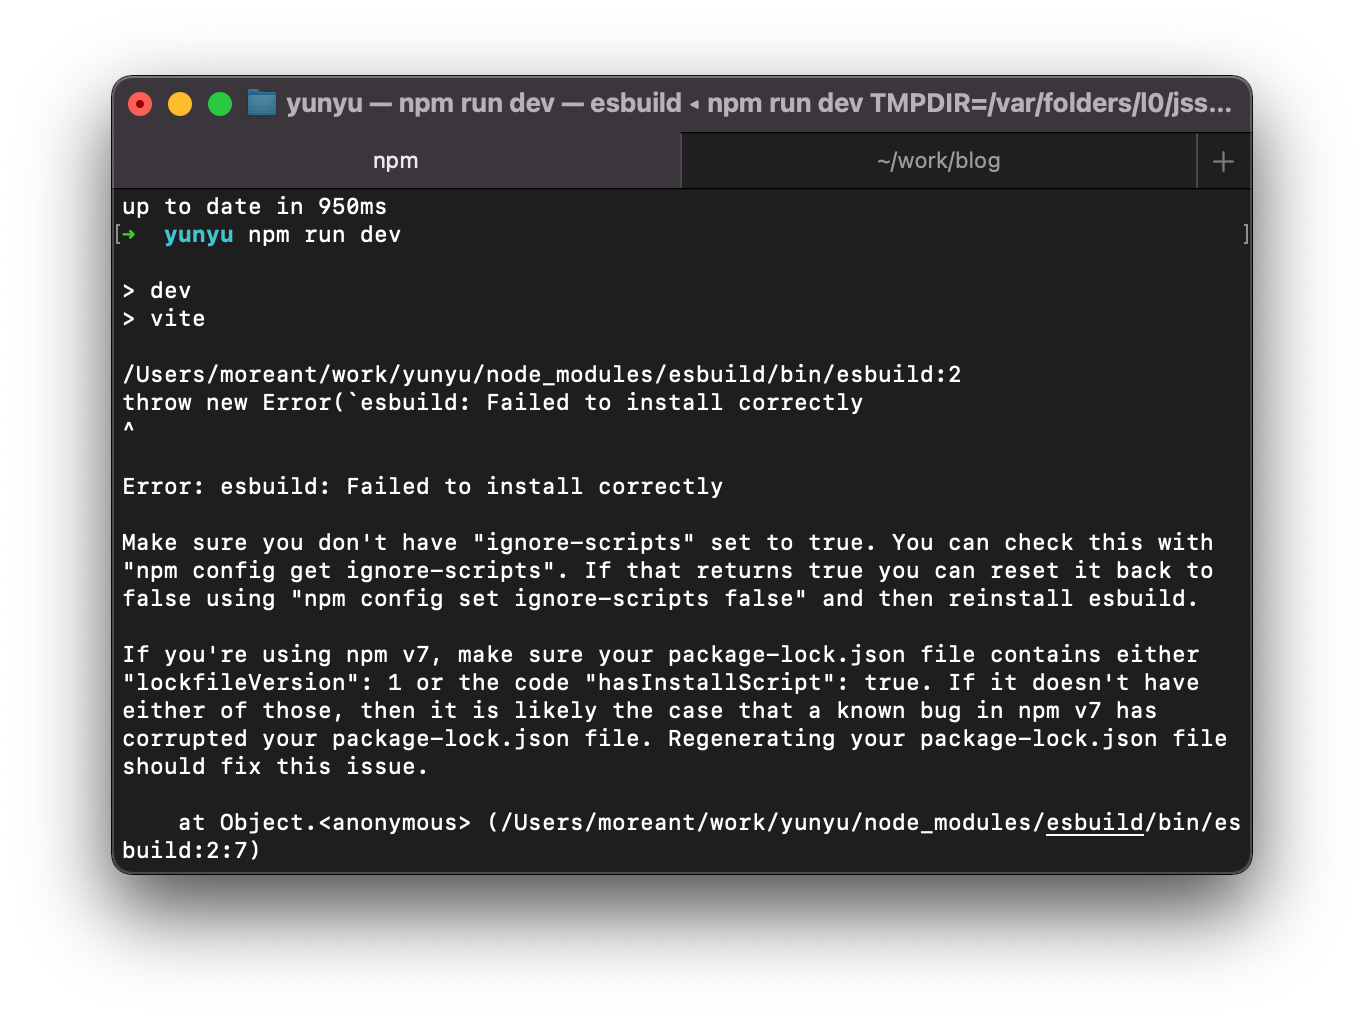 yunyu — npm run dev — esbuild ◂ npm run dev TMPDIR=/var/folders/l0/jss...
npm
~/work/blog
up to date in 950ms
[➜  yunyu npm run dev ]
> dev
> vite
/Users/moreant/work/yunyu/node_modules/esbuild/bin/esbuild:2
throw new Error(`esbuild: Failed to install correctly
^
Error: esbuild: Failed to install correctly
Make sure you don't have "ignore-scripts" set to true. You can check this with
"npm config get ignore-scripts". If that returns true you can reset it back to
false using "npm config set ignore-scripts false" and then reinstall esbuild.
If you're using npm v7, make sure your package-lock.json file contains either
"lockfileVersion": 1 or the code "hasInstallScript": true. If it doesn't have
either of those, then it is likely the case that a known bug in npm v7 has
corrupted your package-lock.json file. Regenerating your package-lock.json file
should fix this issue.
    at Object.<anonymous> (/Users/moreant/work/yunyu/node_modules/esbuild/bin/es
build:2:7)